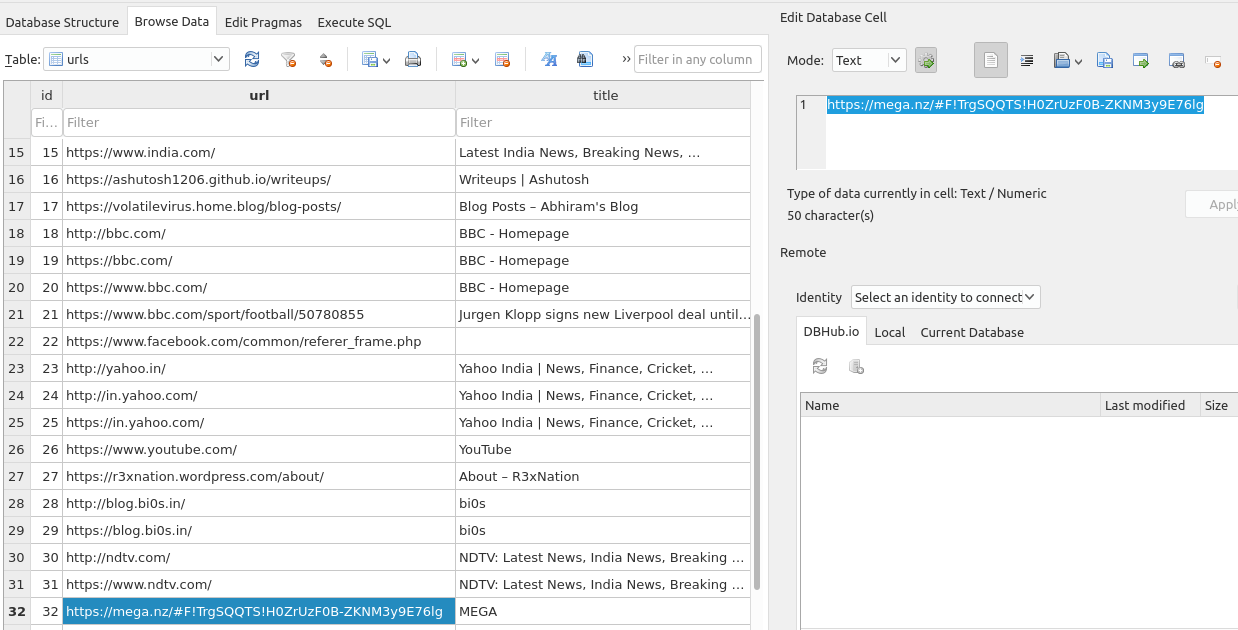 Database Structure Browse Data Edit Pragmas Execute SQL
Table: urls » Filter in any column
id url title
Fi... Filter Filter
15 15 https://www.india.com/ Latest India News, Breaking News, ...
16 16 https://ashutosh1206.github.io/writeups/ Writeups | Ashutosh
17 17 https://volatilevirus.home.blog/blog-posts/ Blog Posts – Abhiram's Blog
18 18 http://bbc.com/ BBC - Homepage
19 19 https://bbc.com/ BBC - Homepage
20 20 https://www.bbc.com/ BBC - Homepage
21 21 https://www.bbc.com/sport/football/50780855 Jurgen Klopp signs new Liverpool deal until...
22 22 https://www.facebook.com/common/referer_frame.php
23 23 http://yahoo.in/ Yahoo India | News, Finance, Cricket, ...
24 24 http://in.yahoo.com/ Yahoo India | News, Finance, Cricket, ...
25 25 https://in.yahoo.com/ Yahoo India | News, Finance, Cricket, ...
26 26 https://www.youtube.com/ YouTube
27 27 https://r3xnation.wordpress.com/about/ About – R3xNation
28 28 http://blog.bi0s.in/ bi0s
29 29 https://blog.bi0s.in/ bi0s
30 30 http://ndtv.com/ NDTV: Latest News, India News, Breaking ...
31 31 https://www.ndtv.com/ NDTV: Latest News, India News, Breaking ...
32 32 https://mega.nz/#F!TrgSQQTS!H0ZrUzF0B-ZKNM3y9E76lg MEGA
Edit Database Cell
Mode: Text
1 https://mega.nz/#F!TrgSQQTS!H0ZrUzF0B-ZKNM3y9E76lg
Type of data currently in cell: Text / Numeric
50 character(s)
Apply
Remote
Identity Select an identity to connect
DBHub.io Local Current Database
Name Last modified Size